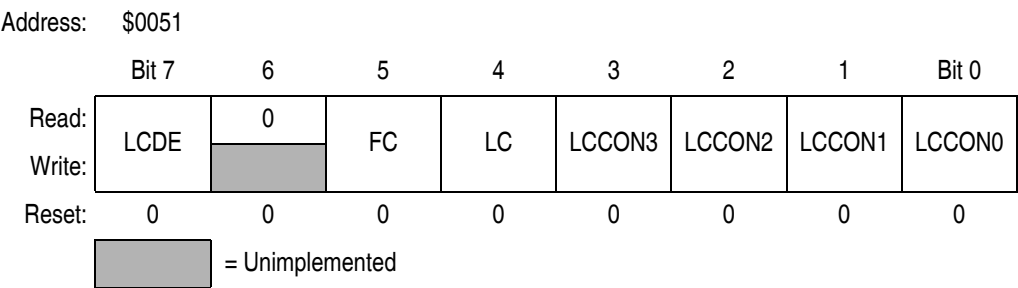 Address: $0051
Bit 7 6 5 4 3 2 1 Bit 0
Read: LCDE 0 FC LC LCCON3 LCCON2 LCCON1 LCCON0
Write:
Reset: 0 0 0 0 0 0 0 0
= Unimplemented